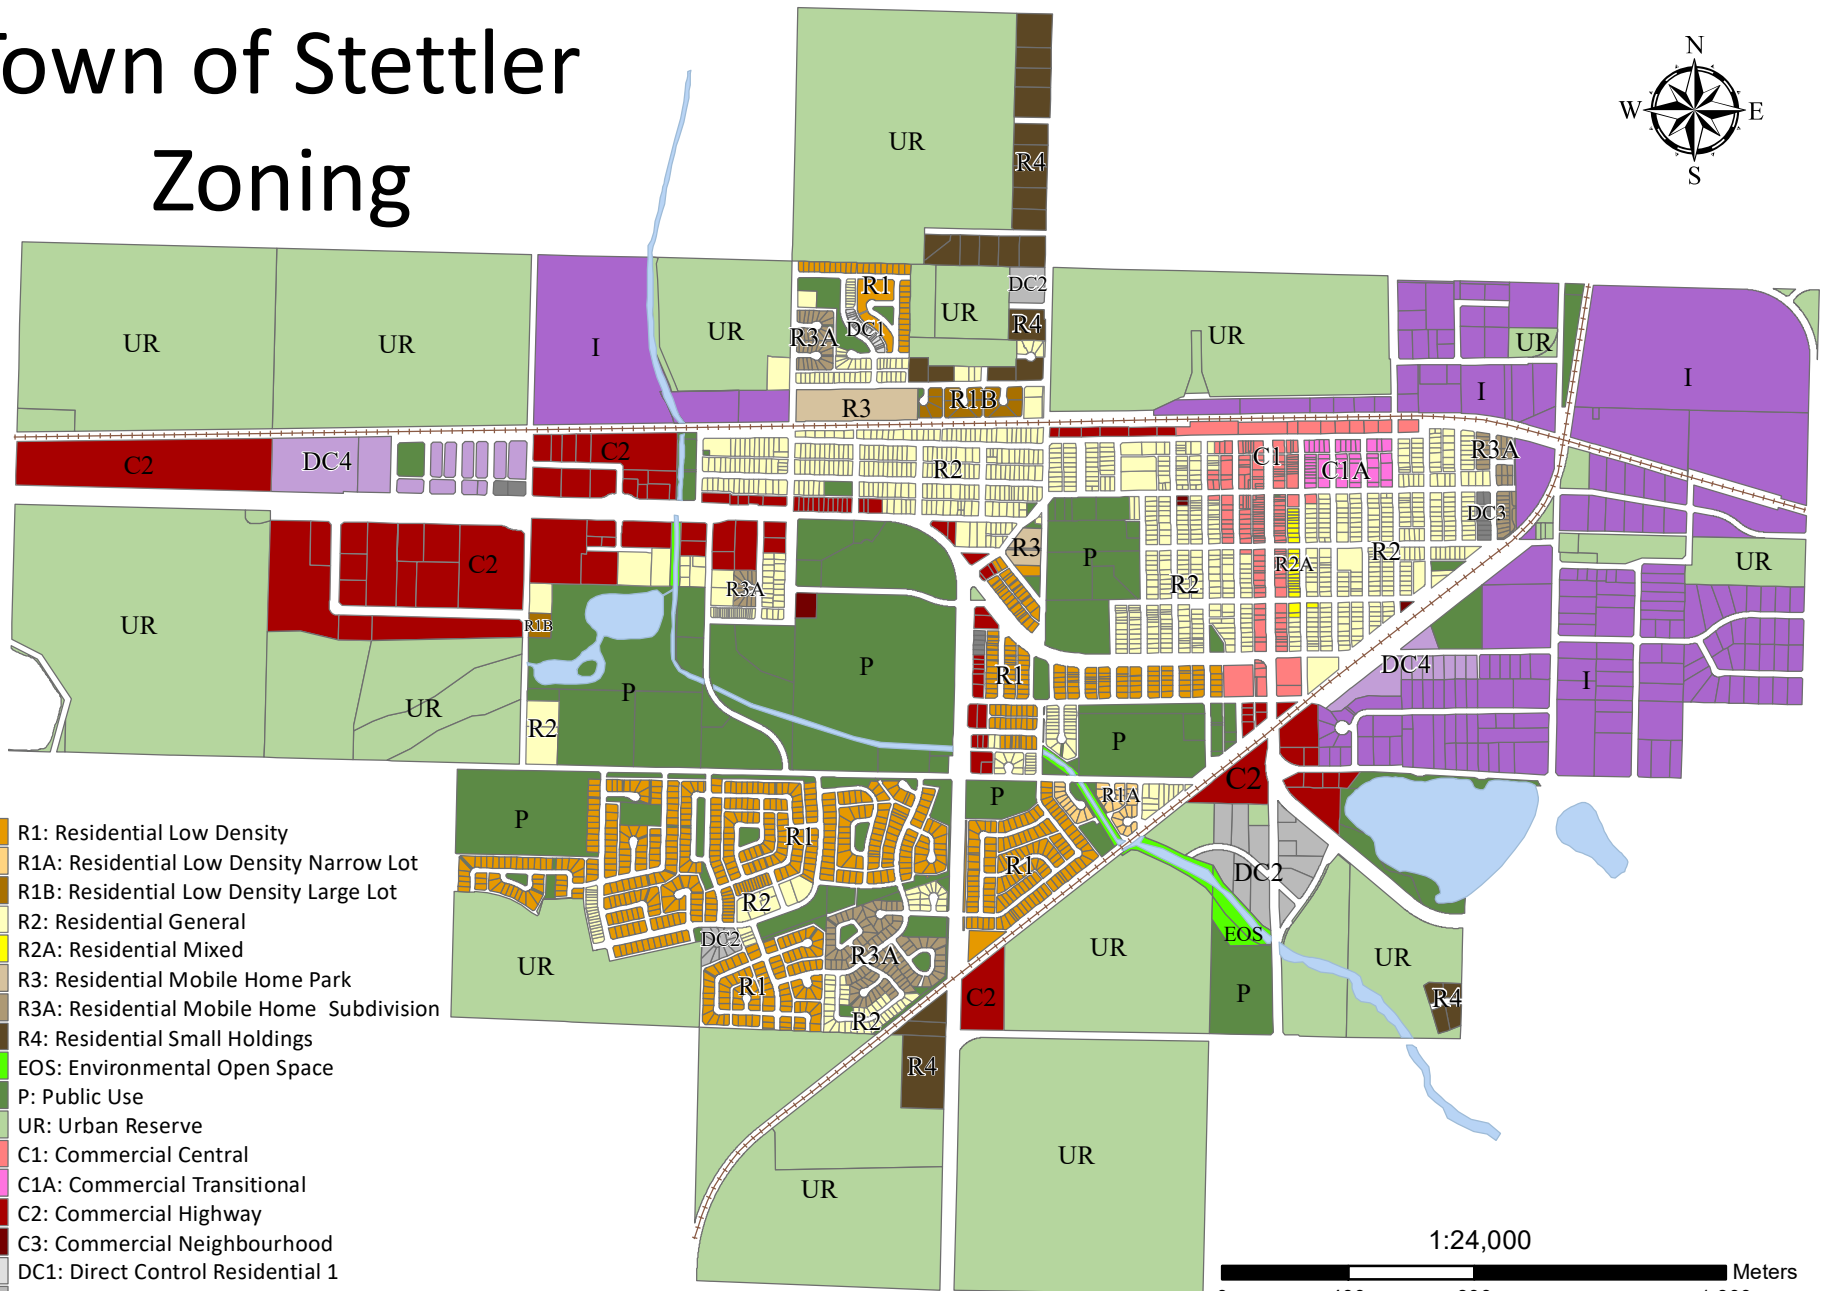 own of Stettler
Zoning
N
W E
S
UR
R4
R1
DC2
UR
UR
UR
I
UR
R3A
DC1
R4
UR
UR
I
I
R3
R1B
C2
DC4
C2
R2
C1
C1A
R3A
DC3
C2
R3A
R3
P
R2
R2A
R2
UR
UR
R1B
P
P
R1
DC4
I
UR
R2
P
C2
P
R1
P
R1A
R1
DC2
R2
DC2
EOS
UR
R3A
UR
UR
R1
C2
P
R4
R2
R4
UR
UR
R1: Residential Low Density
R1A: Residential Low Density Narrow Lot
R1B: Residential Low Density Large Lot
R2: Residential General
R2A: Residential Mixed
R3: Residential Mobile Home Park
R3A: Residential Mobile Home Subdivision
R4: Residential Small Holdings
EOS: Environmental Open Space
P: Public Use
UR: Urban Reserve
C1: Commercial Central
C1A: Commercial Transitional
C2: Commercial Highway
C3: Commercial Neighbourhood
DC1: Direct Control Residential 1
1:24,000
Meters